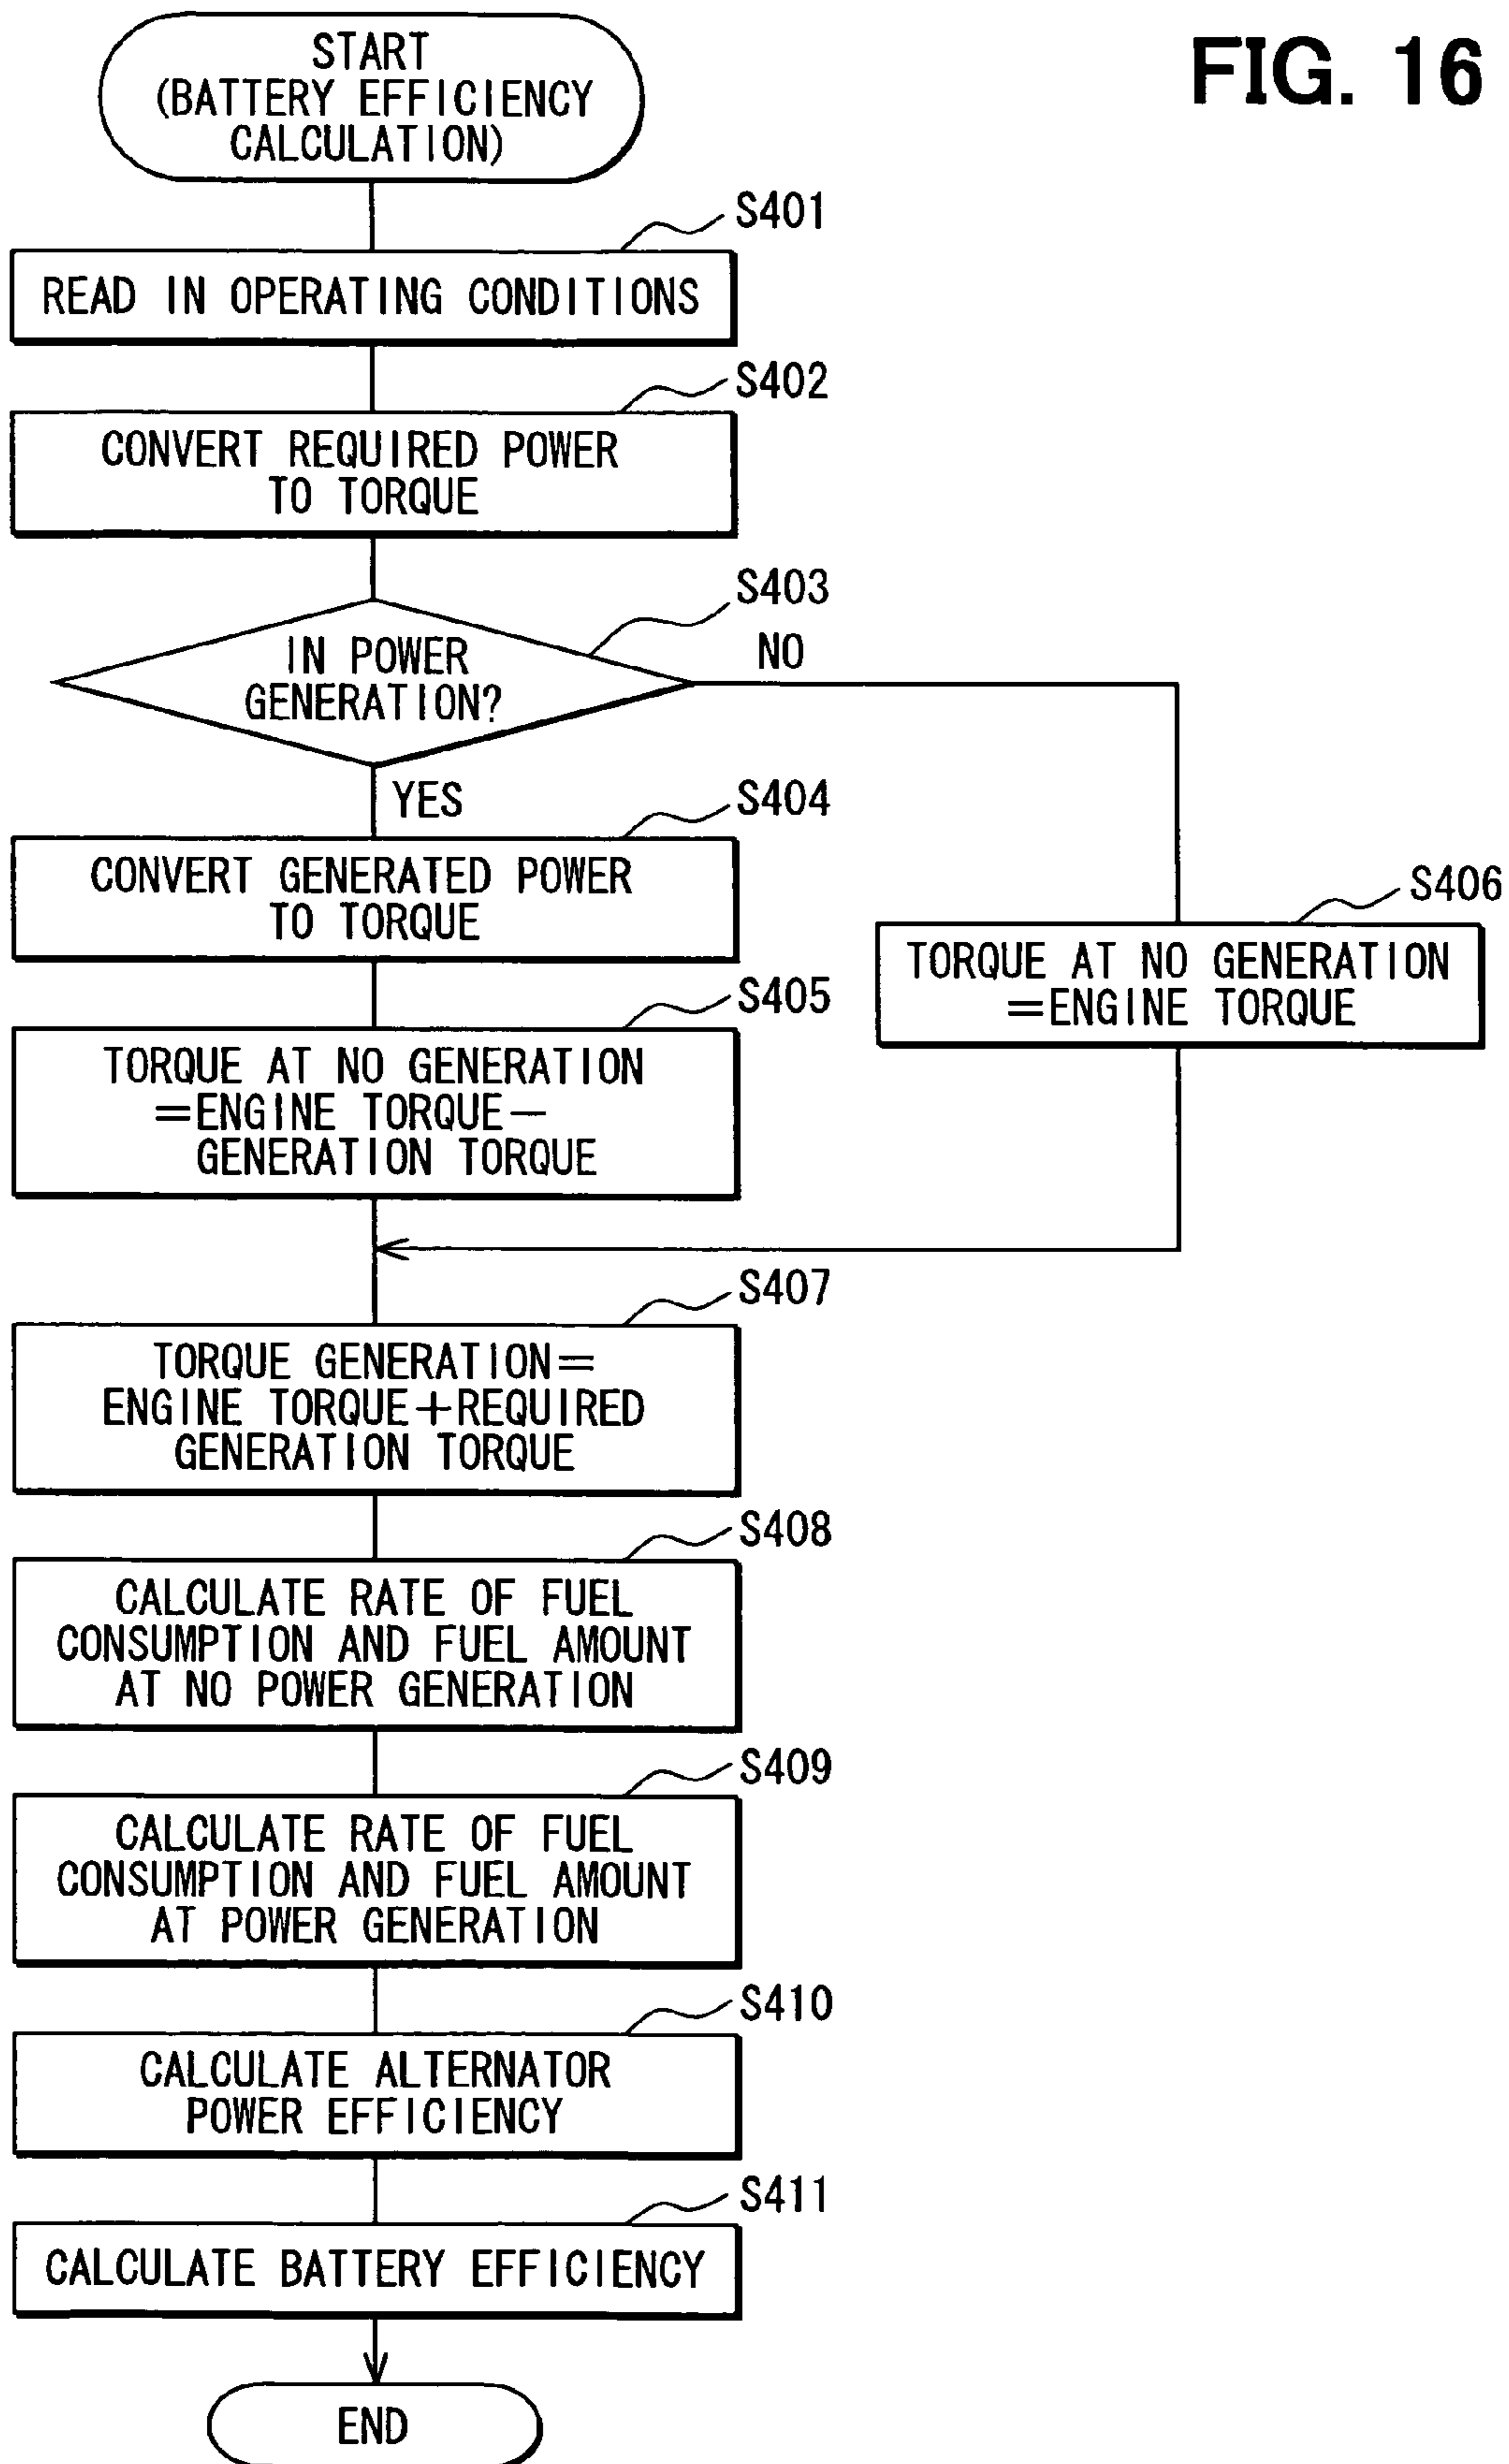 FIG. 16
START
(BATTERY EFFICIENCY
CALCULATION)
S401
READ IN OPERATING CONDITIONS
S402
CONVERT REQUIRED POWER
TO TORQUE
S403
IN POWER
GENERATION?
NO
YES
S404
CONVERT GENERATED POWER
TO TORQUE
S405
TORQUE AT NO GENERATION
=ENGINE TORQUE−
GENERATION TORQUE
S406
TORQUE AT NO GENERATION
=ENGINE TORQUE
S407
TORQUE GENERATION=
ENGINE TORQUE+REQUIRED
GENERATION TORQUE
S408
CALCULATE RATE OF FUEL
CONSUMPTION AND FUEL AMOUNT
AT NO POWER GENERATION
S409
CALCULATE RATE OF FUEL
CONSUMPTION AND FUEL AMOUNT
AT POWER GENERATION
S410
CALCULATE ALTERNATOR
POWER EFFICIENCY
S411
CALCULATE BATTERY EFFICIENCY
END